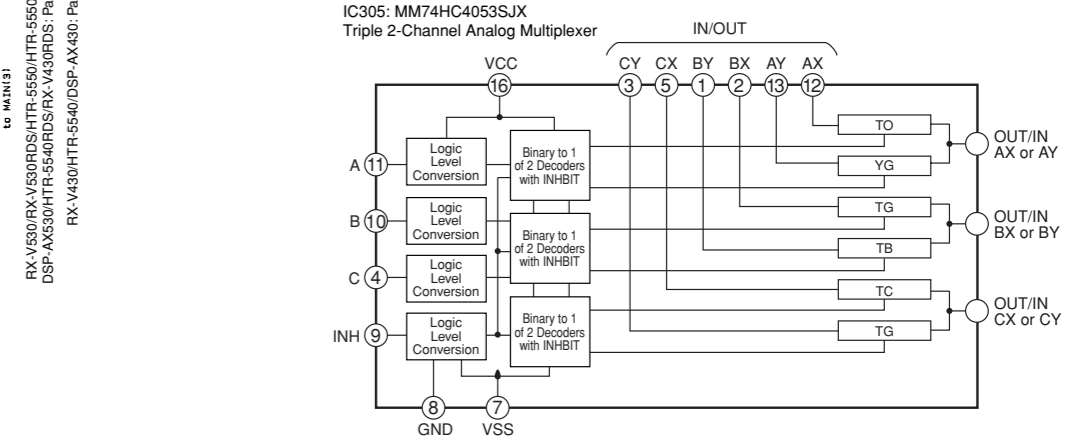 to MAIN(3)
RX-V530/RX-V530RDS/HTR-5550/HTR-5550
DSP-AX530/HTR-5540RDS/RX-V430RDS: Pa
RX-V430/HTR-5540/DSP-AX430: Pa
IC305: MM74HC4053SJX
Triple 2-Channel Analog Multiplexer
IN/OUT
VCC
CY CX BY BX AY AX
16
3 5 1 2 13 12
A 11
Logic
Level
Conversion
Binary to 1
of 2 Decoders
with INHBIT
TO
YG
OUT/IN
AX or AY
B 10
Logic
Level
Conversion
Binary to 1
of 2 Decoders
with INHBIT
TG
TB
OUT/IN
BX or BY
C 4
Logic
Level
Conversion
TC
TG
OUT/IN
CX or CY
INH 9
Logic
Level
Conversion
Binary to 1
of 2 Decoders
with INHBIT
8
7
GND
VSS